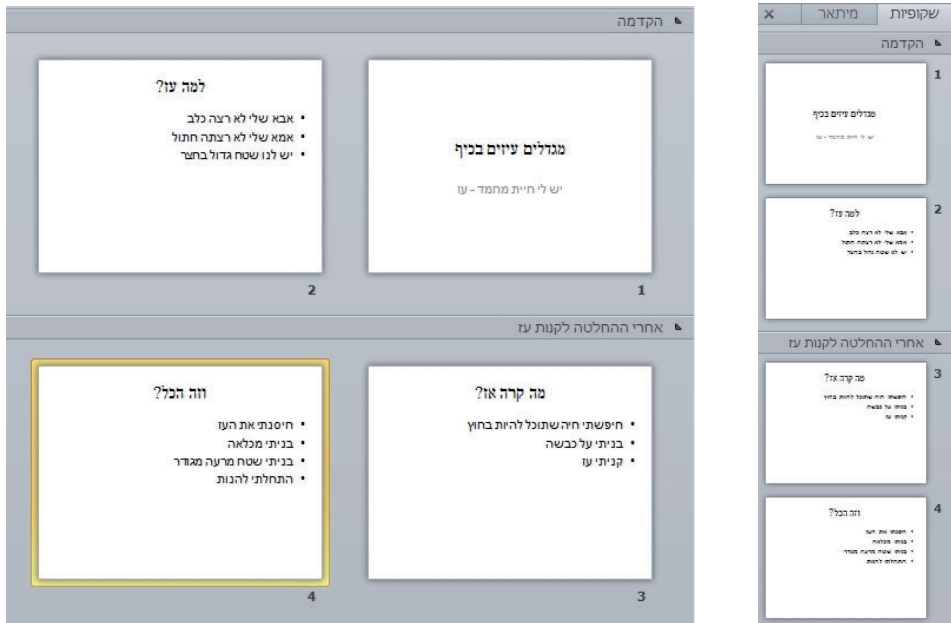 הקדמה
מגדלים עיזים בכיף
יש לי חיית מחמד - עז
1
למה עז?
• אבא שלי לא רצה כלב
• אמא שלי לא רצתה חתול
• יש לנו שטח גדול בחצר
2
אחרי ההחלטה לקנות עז
מה קרה אז?
• חיפשתי חיה שתוכל להיות בחוץ
• בניתי על כבשה
• קניתי עז
3
וזה הכל?
• חיסנתי את העז
• בניתי מכלאה
• בניתי שטח מרעה מגודר
• התחלתי להנות
4
שקופיות מיתאר ×
הקדמה
1
מגדלים עיזים בכיף
יש לי חיית מחמד - עז
2
למה עז?
• אבא שלי לא רצה כלב
• אמא שלי לא רצתה חתול
• יש לנו שטח גדול בחצר
אחרי ההחלטה לקנות עז
3
מה קרה אז?
• חיפשתי חיה שתוכל להיות בחוץ
• בניתי על כבשה
• קניתי עז
4
וזה הכל?
• חיסנתי את העז
• בניתי מכלאה
• בניתי שטח מרעה מגודר
• התחלתי להנות